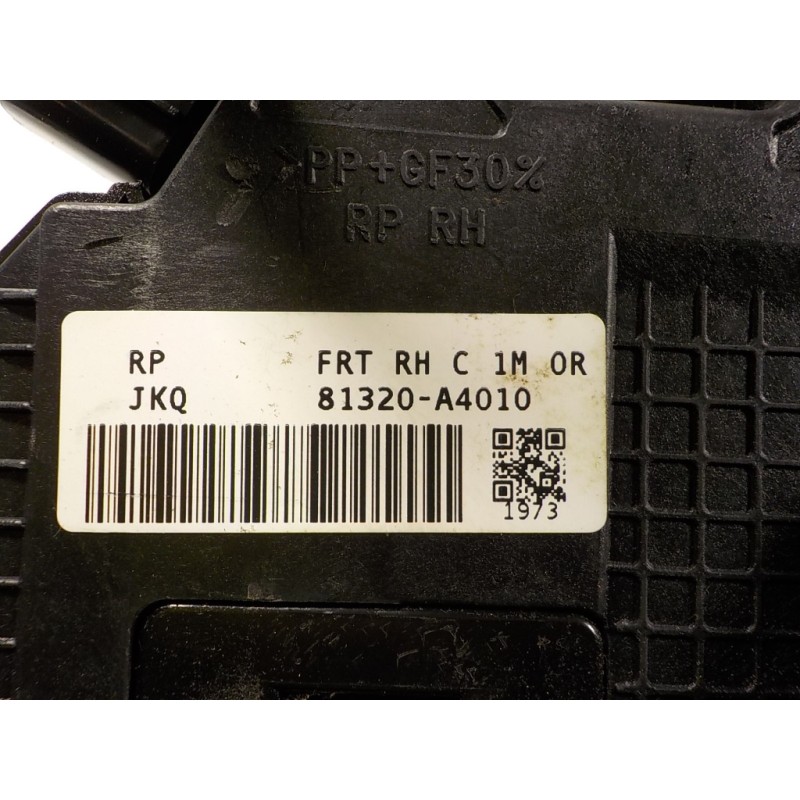 PP+GF30%
RP RH
RP FRT RH C 1M OR
JKQ 81320-A4010
1973